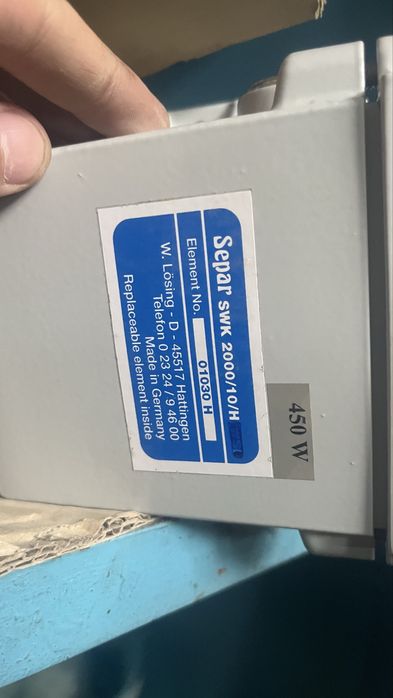 Separ SWK 2000/10/H
Element No. 01030 H
W. Lösing - D - 45517 Hattingen
Telefon 0 23 24 / 9 46 00
Made in Germany
Replaceable element inside
450 W